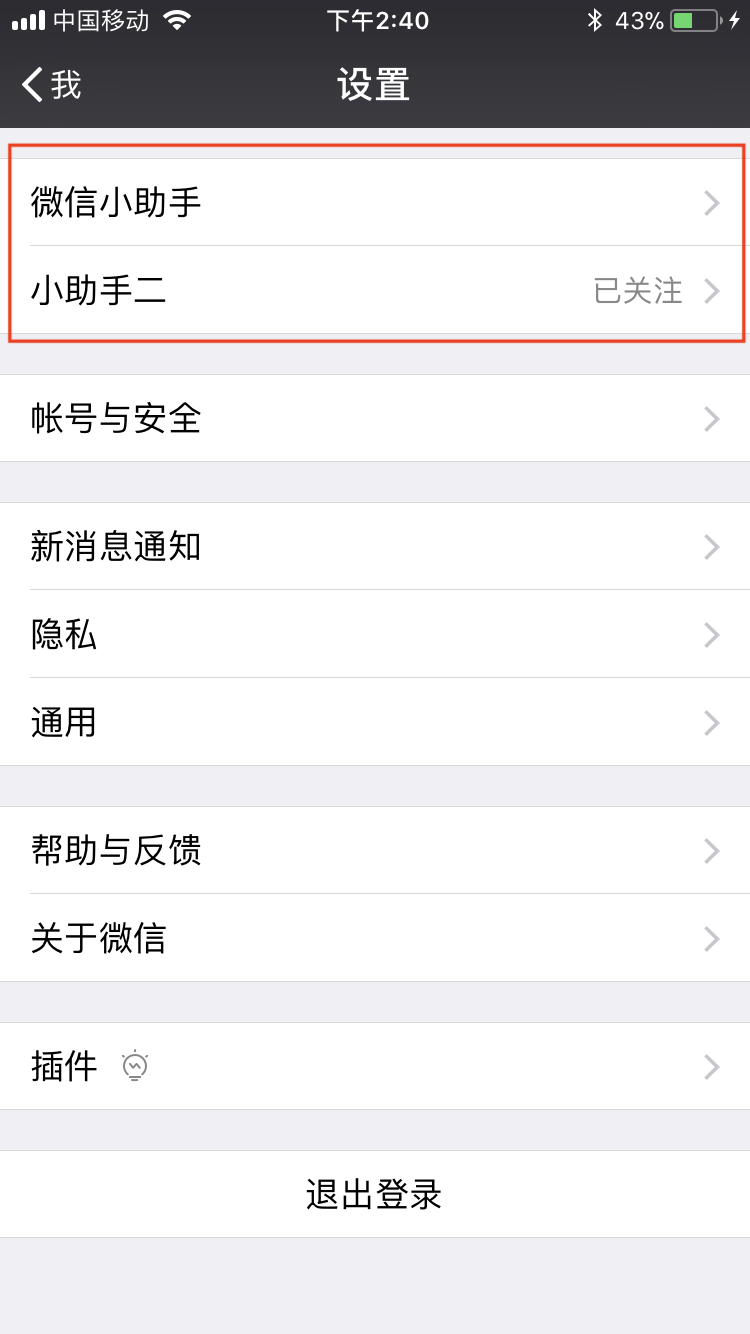 中国移动 下午2:40 43%
我 设置
微信小助手
小助手二 已关注
帐号与安全
新消息通知
隐私
通用
帮助与反馈
关于微信
插件
退出登录